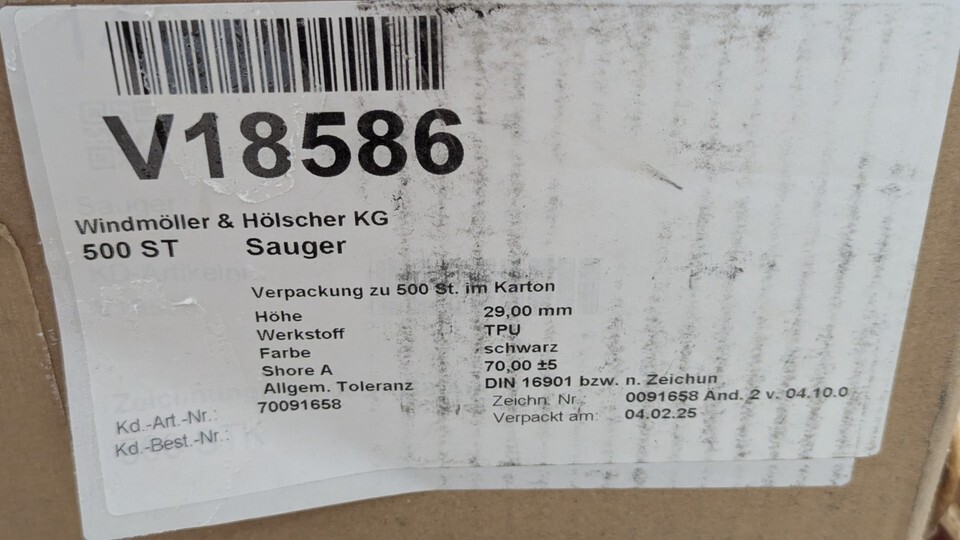 V18586
Windmöller & Hölscher KG
500 ST Sauger
Verpackung zu 500 St. im Karton
Höhe 29,00 mm
Werkstoff TPU
Farbe schwarz
Shore A 70,00 ±5
Allgem. Toleranz DIN 16901 bzw. n. Zeichun
Kd.-Art.-Nr.: 70091658 Zeichn. Nr.: 0091658 Änd. 2 v. 04.10.0
Kd.-Best.-Nr.: Verpackt am: 04.02.25